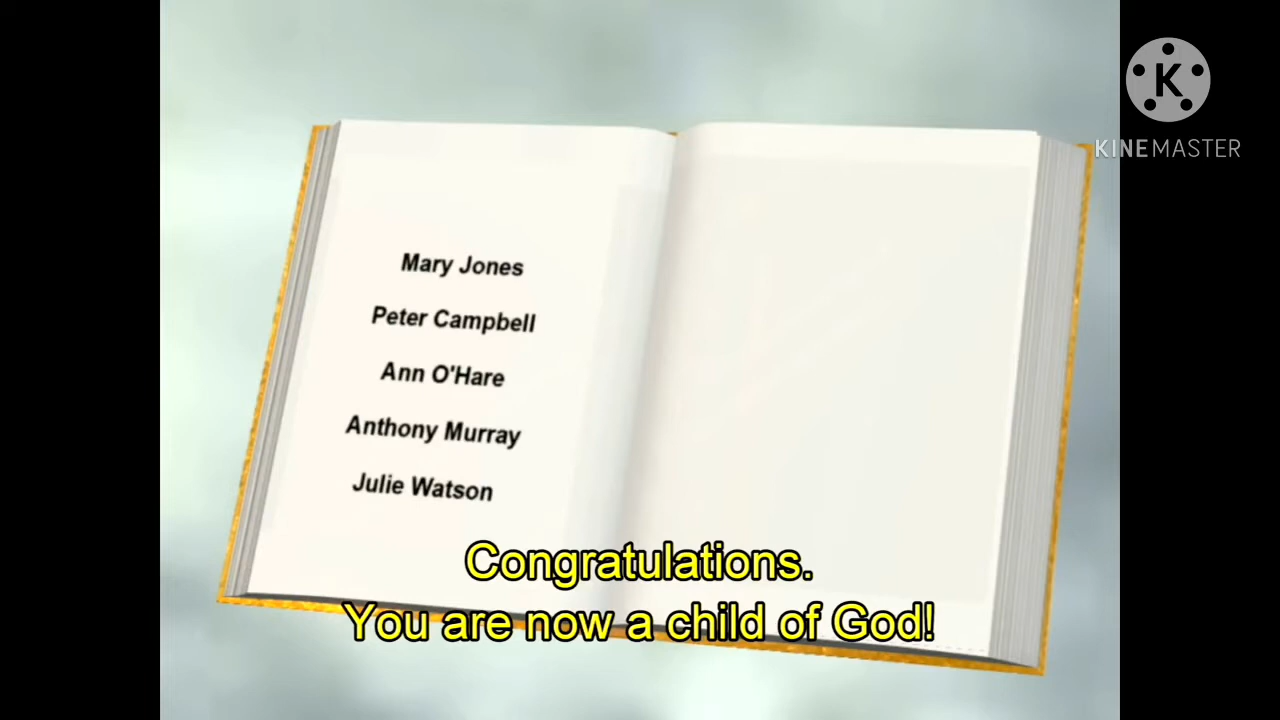 K
KINEMASTER
Mary Jones
Peter Campbell
Ann O'Hare
Anthony Murray
Julie Watson
Congratulations.
You are now a child of God!